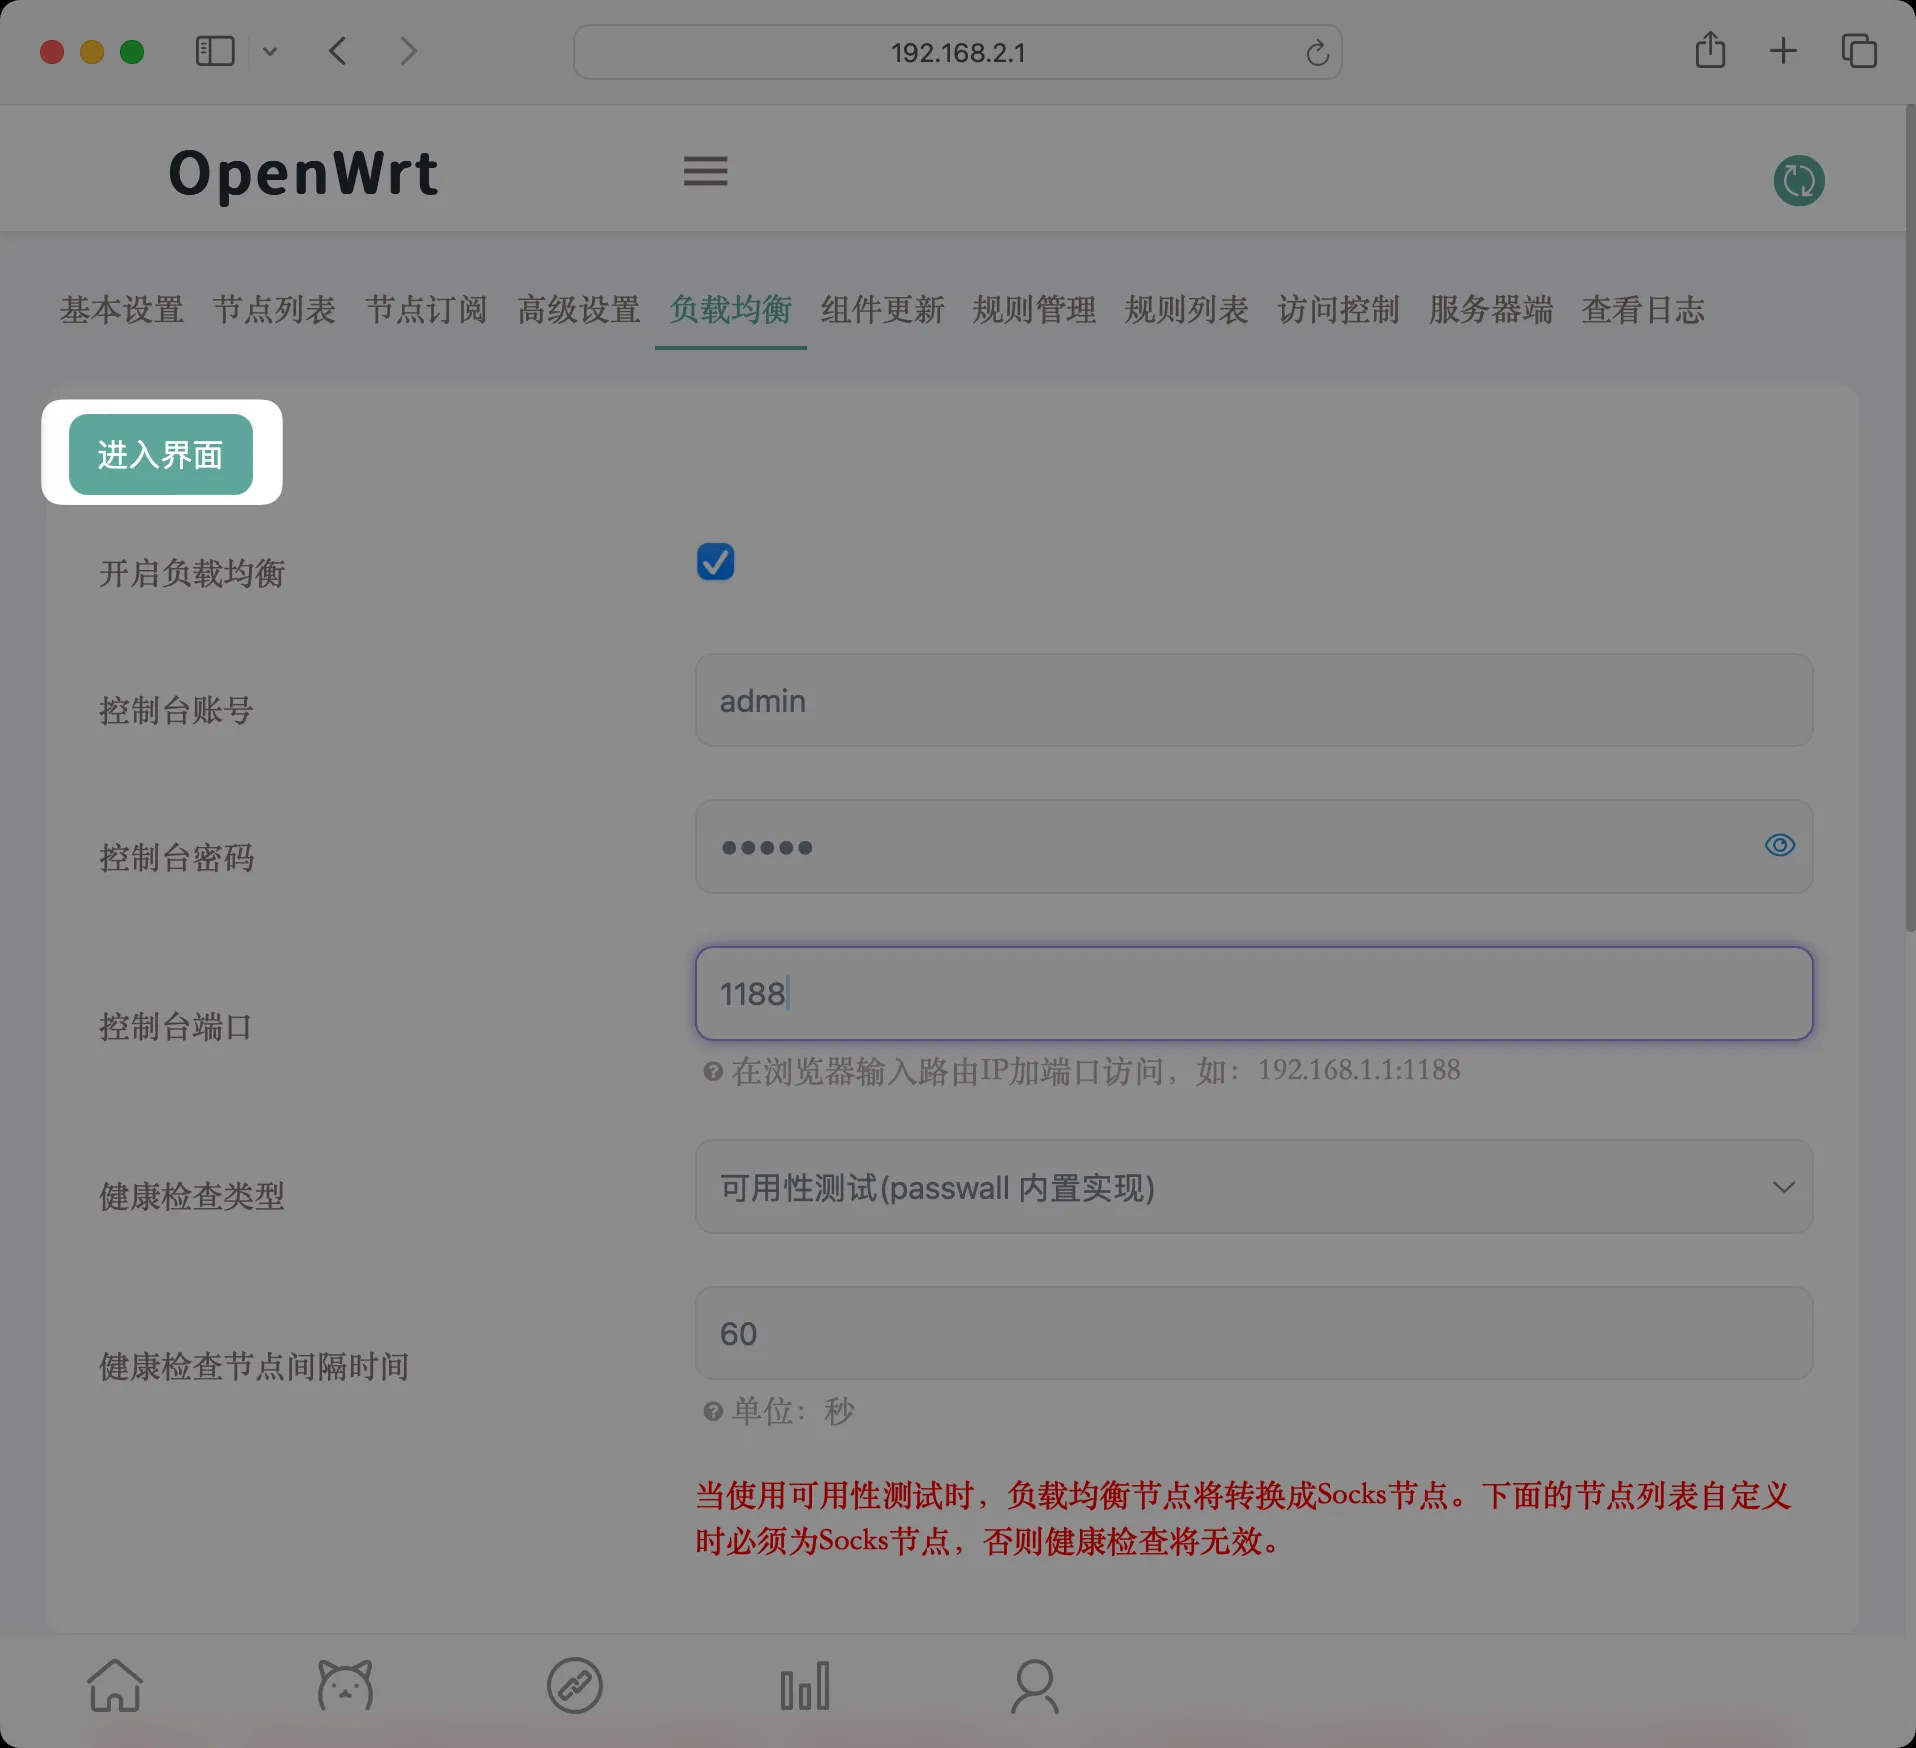 192.168.2.1
OpenWrt
基本设置 节点列表 节点订阅 高级设置 负载均衡 组件更新 规则管理 规则列表 访问控制 服务器端 查看日志
进入界面
开启负载均衡
控制台账号 admin
控制台密码 •••••
控制台端口 1188
在浏览器输入路由IP加端口访问，如：192.168.1.1:1188
健康检查类型 可用性测试(passwall 内置实现)
健康检查节点间隔时间 60
单位：秒
当使用可用性测试时，负载均衡节点将转换成Socks节点。下面的节点列表自定义
时必须为Socks节点，否则健康检查将无效。